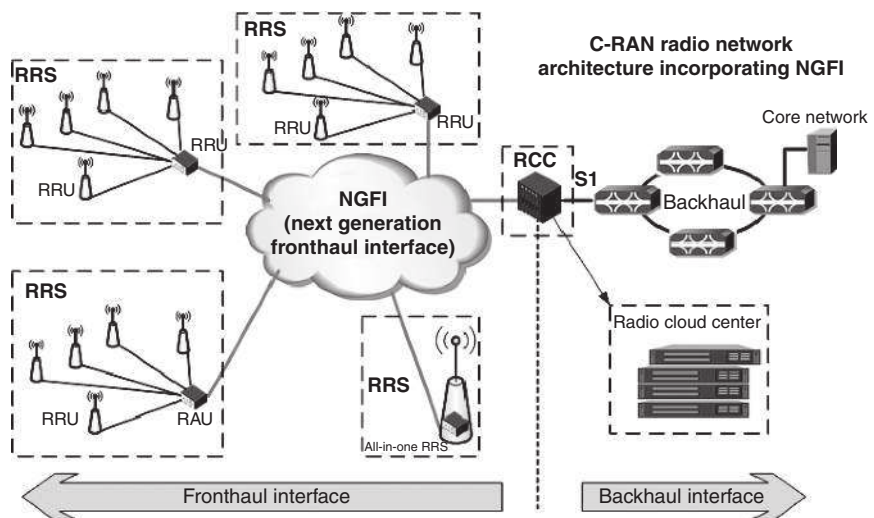 RRS
RRU
RRU
RRS
RRU
RRU
C-RAN radio network
architecture incorporating NGFI
Core network
RCC
S1
Backhaul
NGFI
(next generation
fronthaul interface)
RRS
RRU
RAU
RRS
All-in-one RRS
Radio cloud center
Fronthaul interface
Backhaul interface